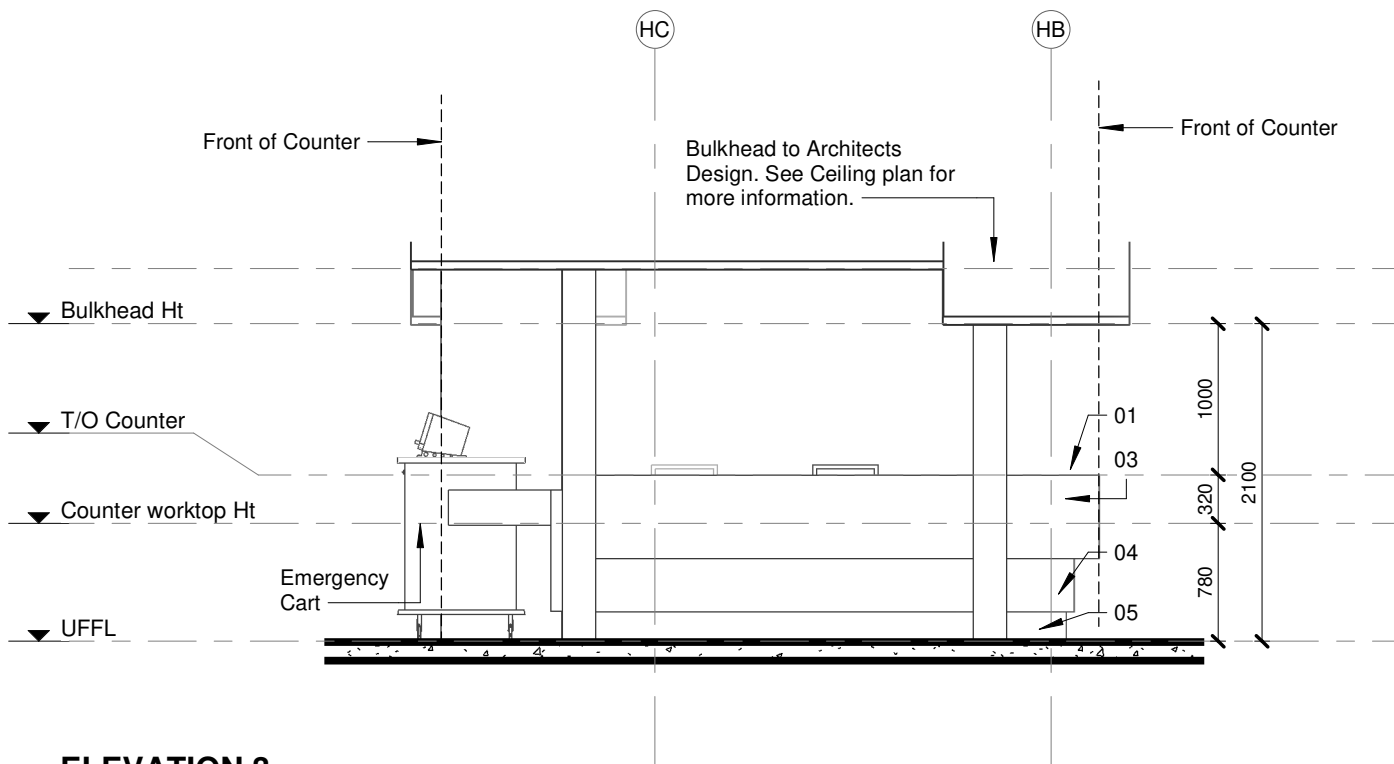 HC
HB
Front of Counter
Front of Counter
Bulkhead to Architects
Design. See Ceiling plan for
more information.
Bulkhead Ht
T/O Counter
01
03
1000
2100
320
Counter worktop Ht
04
Emergency
Cart
780
05
UFFL